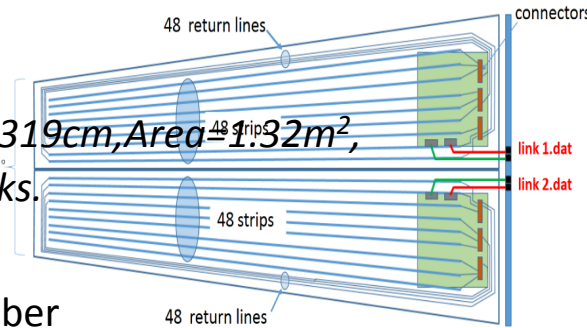 connectors
48 return lines
48 strips
319cm,Area=1.32m²,
link 1.dat
link 2.dat
ks.
48 strips
ber
48 return lines